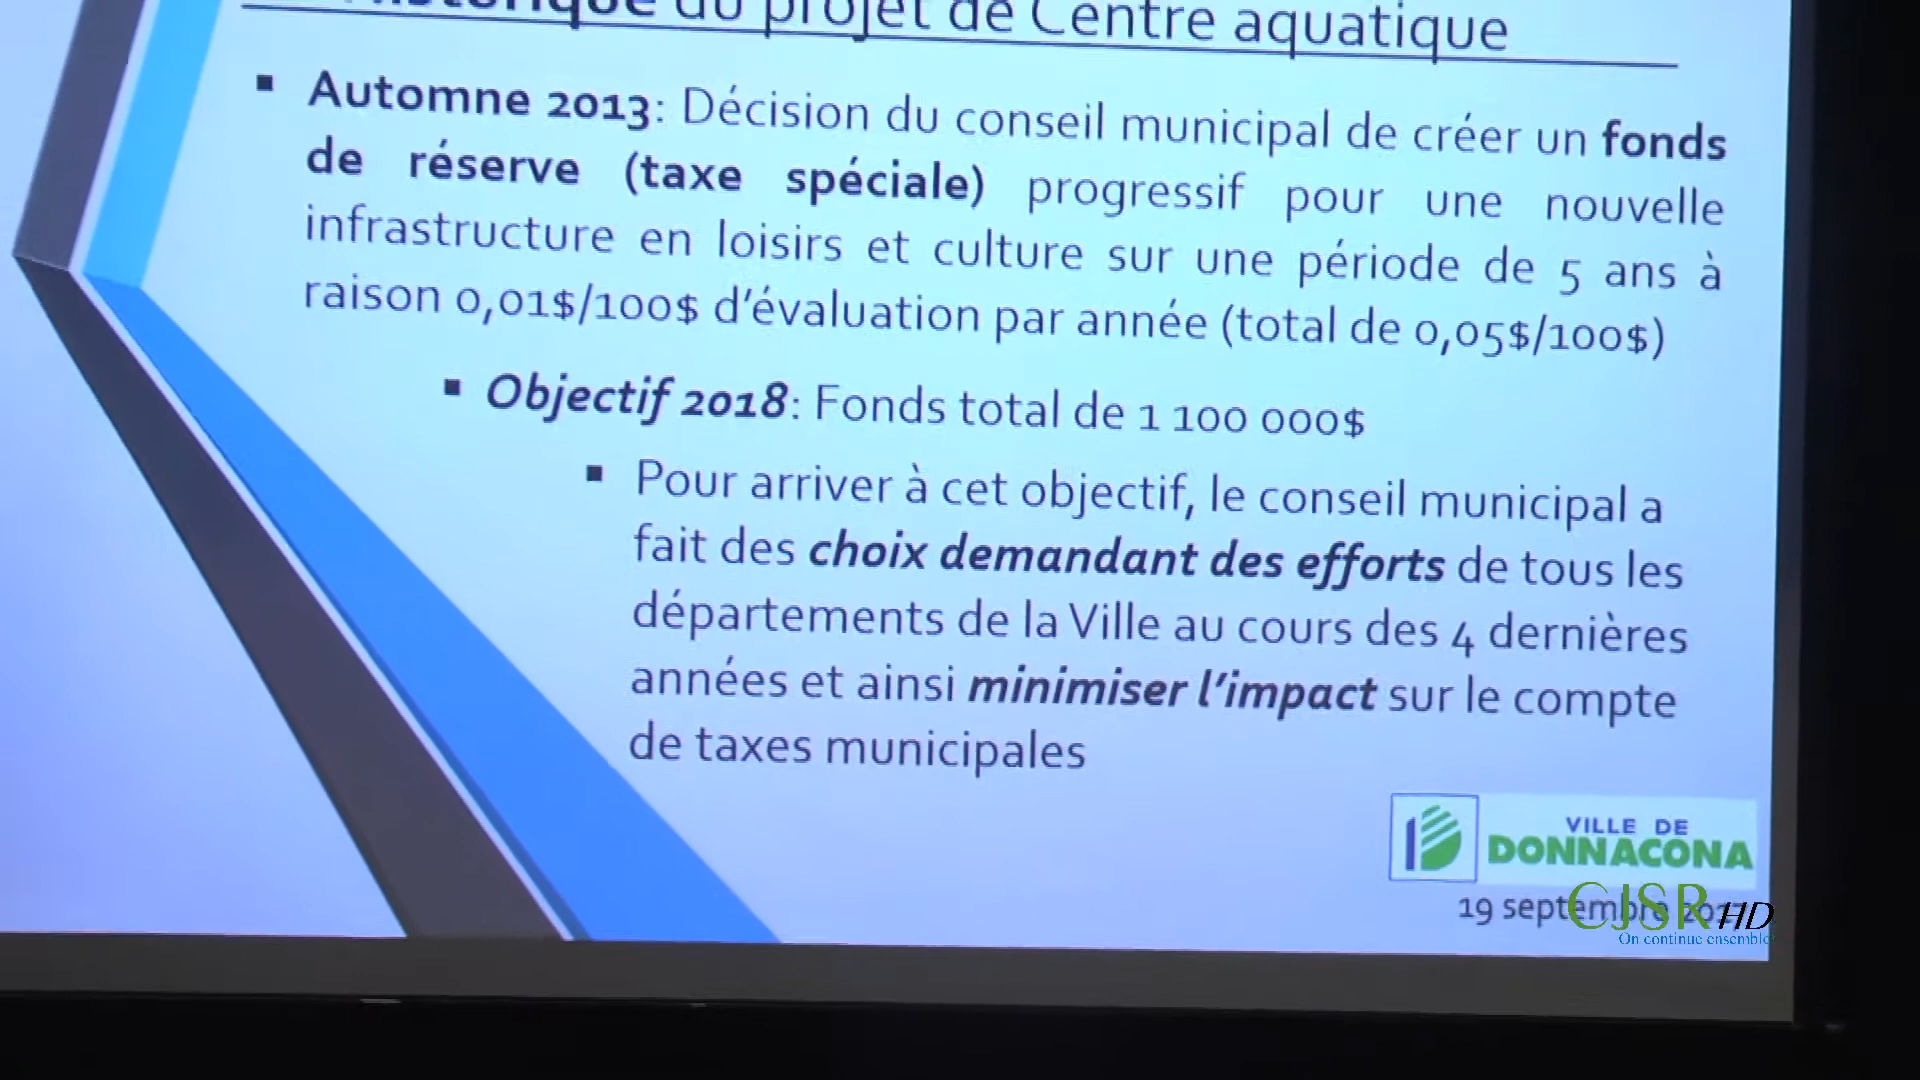 Historique du projet de Centre aquatique
▪ Automne 2013: Décision du conseil municipal de créer un fonds
de réserve (taxe spéciale) progressif pour une nouvelle
infrastructure en loisirs et culture sur une période de 5 ans à
raison 0,01$/100$ d'évaluation par année (total de 0,05$/100$)
▪ Objectif 2018: Fonds total de 1 100 000$
▪ Pour arriver à cet objectif, le conseil municipal a
fait des choix demandant des efforts de tous les
départements de la Ville au cours des 4 dernières
années et ainsi minimiser l'impact sur le compte
de taxes municipales
VILLE DE
DONNACONA
19 septembre 2017
CJSR HD
On continue ensemble